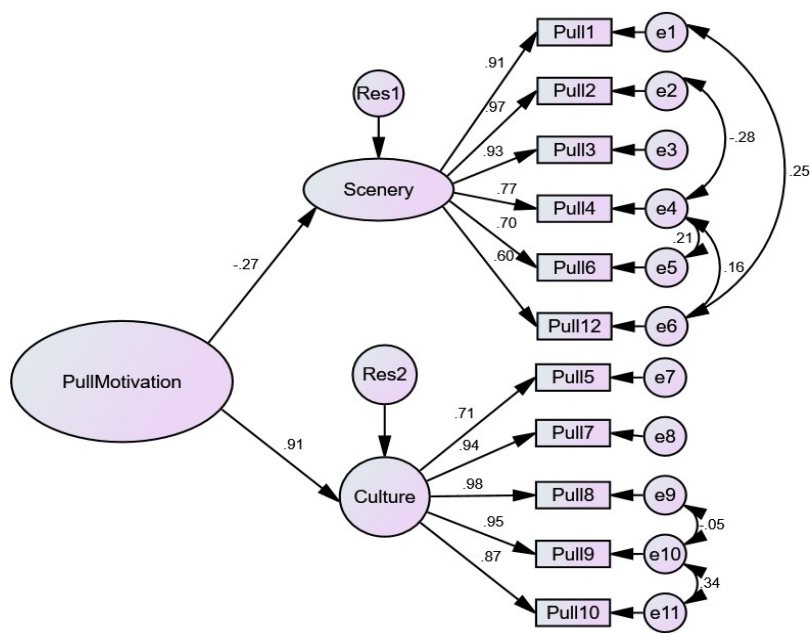 Pull1
e1
.91
Res1
.97
Pull2
e2
-.28
.25
.93
Pull3
e3
Scenery
.77
Pull4
e4
.70
.21
-.27
.60
Pull6
e5
.16
Pull12
e6
PullMotivation
Res2
.71
Pull5
e7
.91
.94
Pull7
e8
Culture
.98
Pull8
e9
-.05
.95
Pull9
e10
.87
.34
Pull10
e11